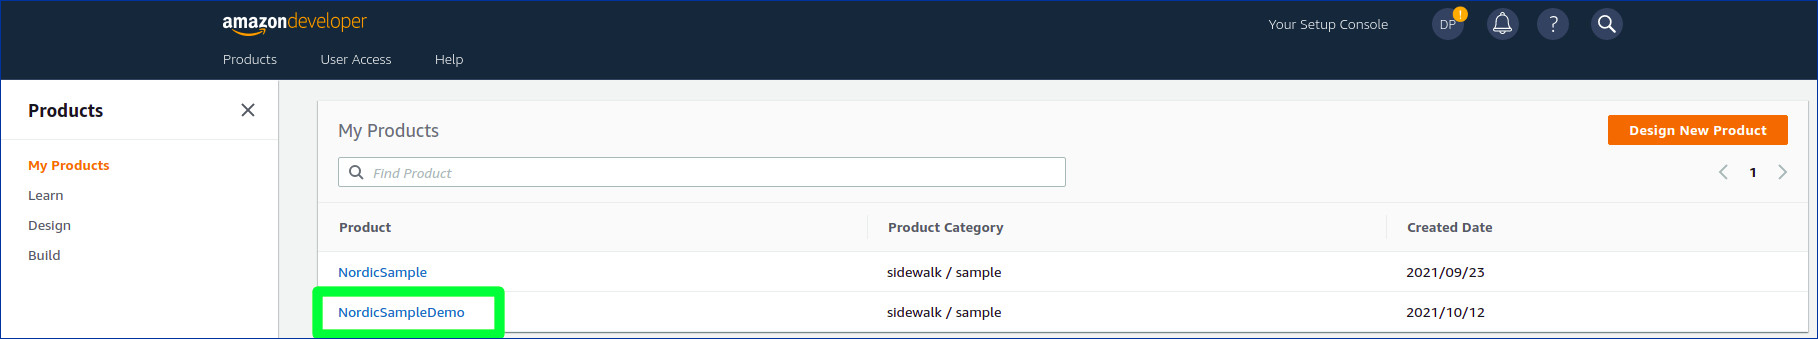 amazondeveloper
Your Setup Console
DP
!
?
Products
User Access
Help
Products
My Products
Learn
Design
Build
My Products
Design New Product
Find Product
1
Product
Product Category
Created Date
NordicSample
sidewalk / sample
2021/09/23
NordicSampleDemo
sidewalk / sample
2021/10/12